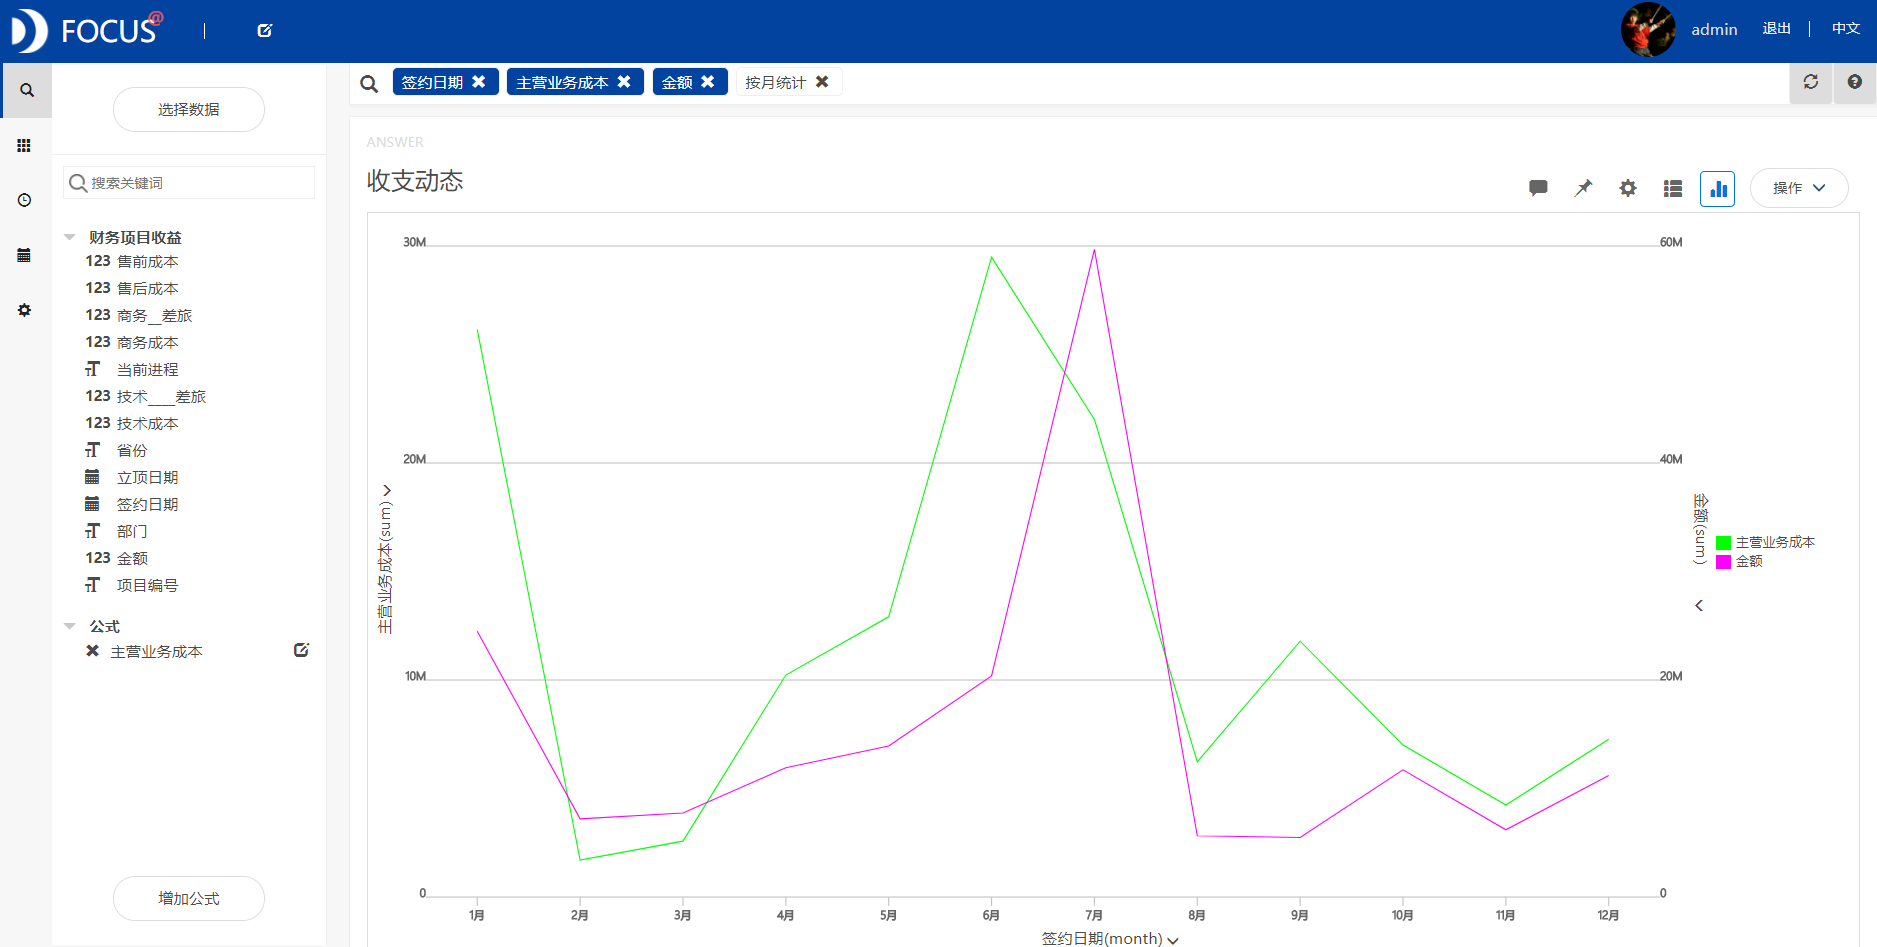 FOCUS@
admin 退出 中文
签约日期 主营业务成本 金额 按月统计
选择数据
搜索关键词
财务项目收益
123 售前成本
123 售后成本
123 商务__差旅
123 商务成本
当前进程
123 技术____差旅
123 技术成本
省份
立顶日期
签约日期
部门
123 金额
项目编号
公式
主营业务成本
增加公式
ANSWER
收支动态
操作
30M
20M
10M
0
主营业务成本(sum)
60M
40M
20M
0
金额(sum)
主营业务成本
金额
1月 2月 3月 4月 5月 6月 7月 8月 9月 10月 11月 12月
签约日期(month)